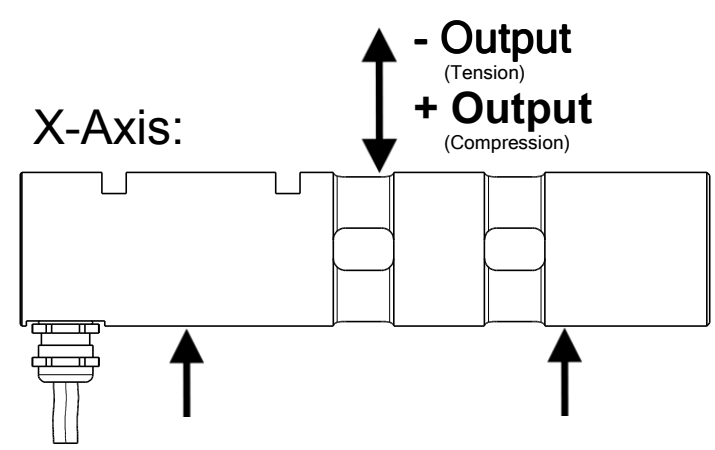 - Output
(Tension)
+ Output
(Compression)
X-Axis: